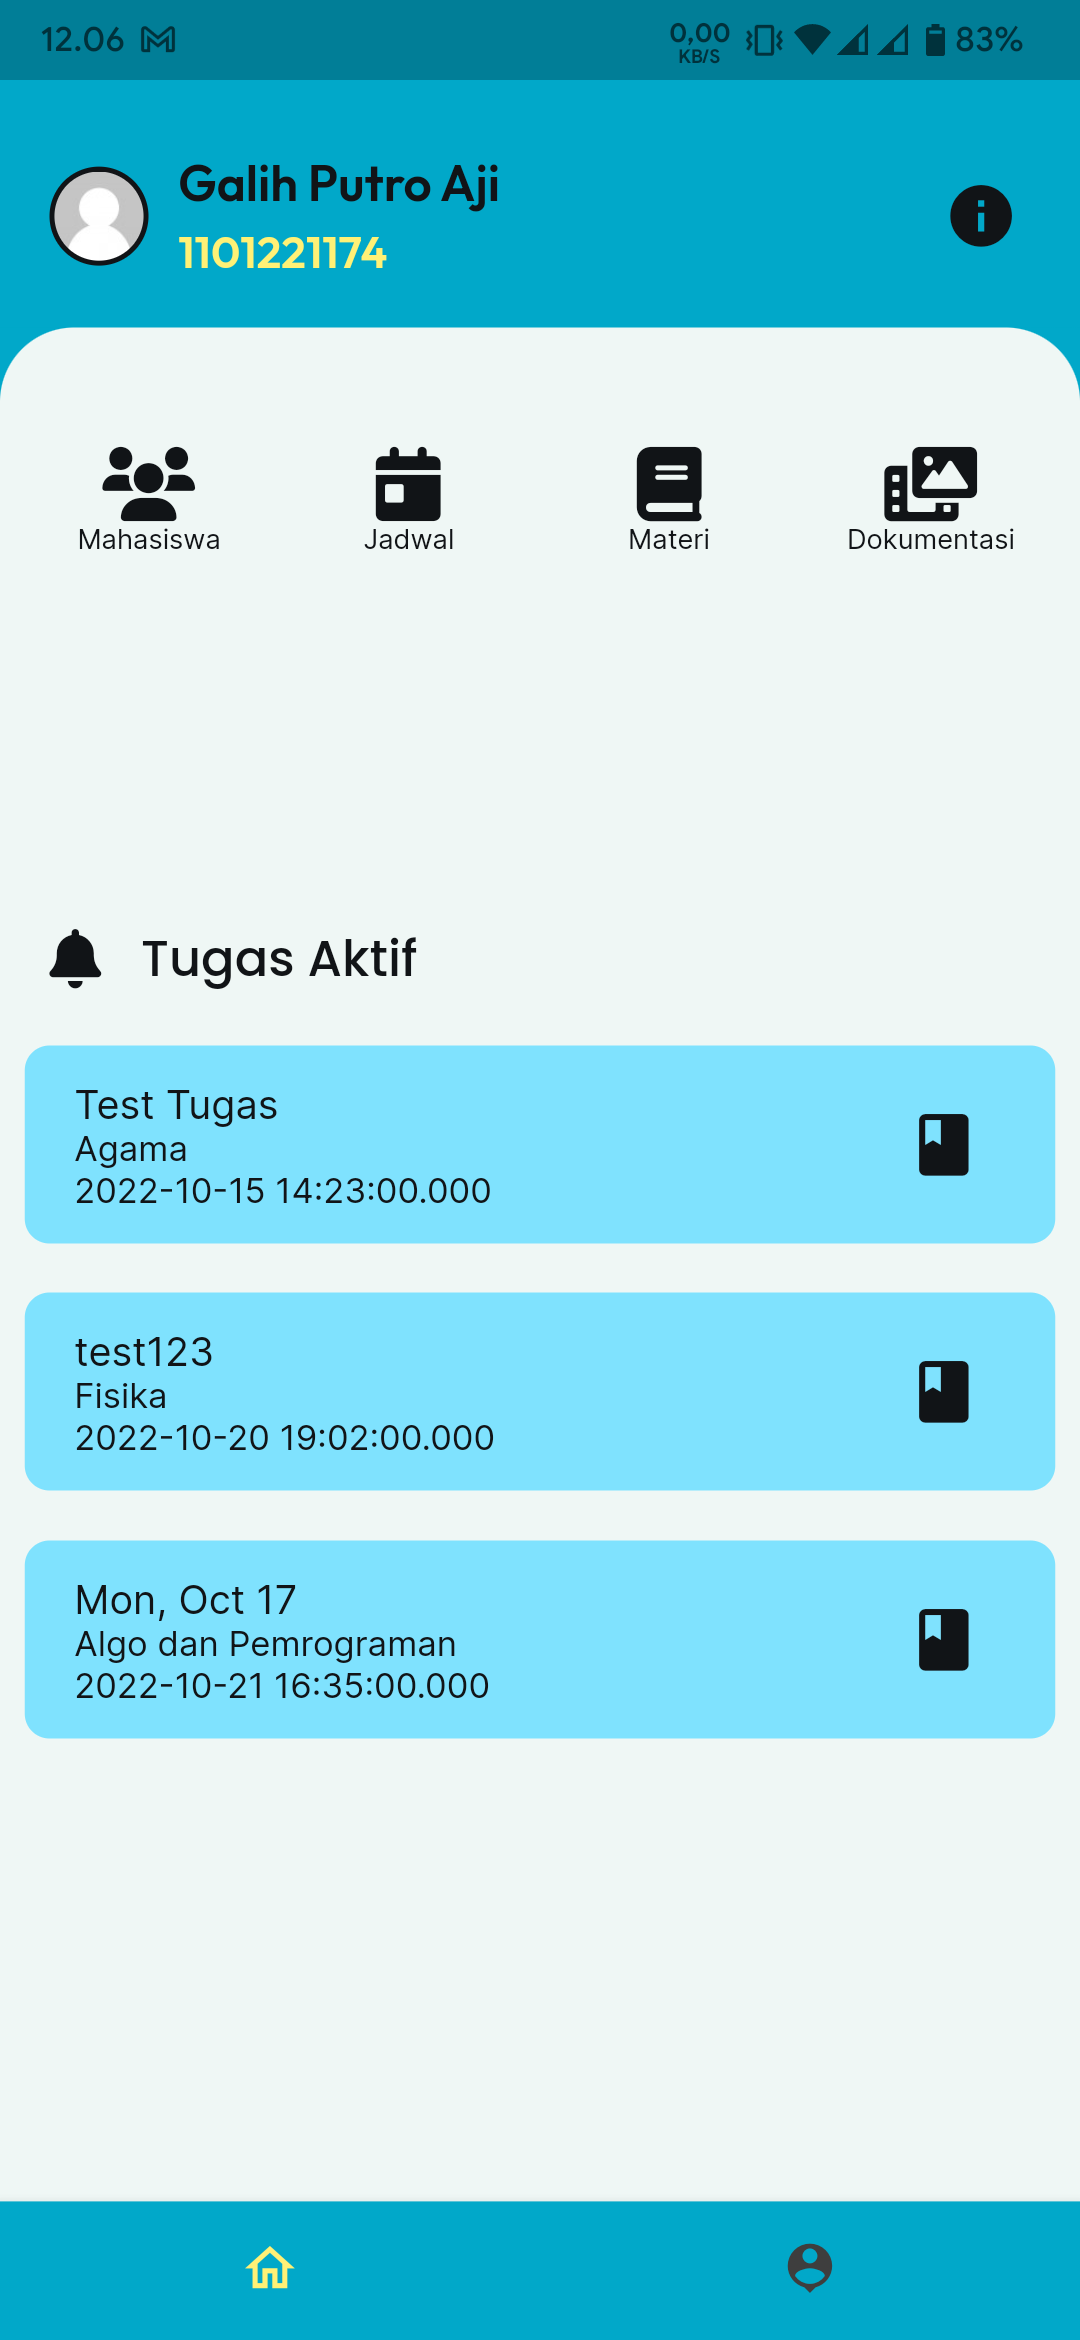 12.06
0,00
KB/S
83%
Galih Putro Aji
1101221174
Mahasiswa
Jadwal
Materi
Dokumentasi
Tugas Aktif
Test Tugas
Agama
2022-10-15 14:23:00.000
test123
Fisika
2022-10-20 19:02:00.000
Mon, Oct 17
Algo dan Pemrograman
2022-10-21 16:35:00.000